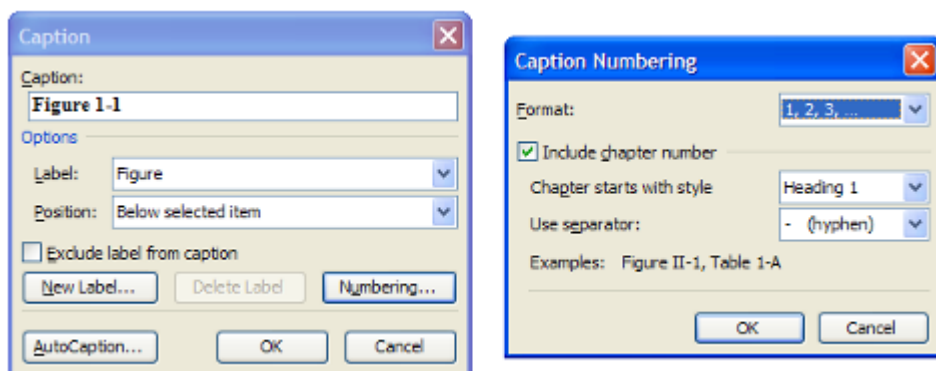 Caption
Caption:
Figure 1-1
Options
Label: Figure
Position: Below selected item
Exclude label from caption
New Label... Delete Label Numbering...
AutoCaption... OK Cancel
Caption Numbering
Format: 1, 2, 3, ...
Include chapter number
Chapter starts with style Heading 1
Use separator: - (hyphen)
Examples: Figure II-1, Table 1-A
OK Cancel